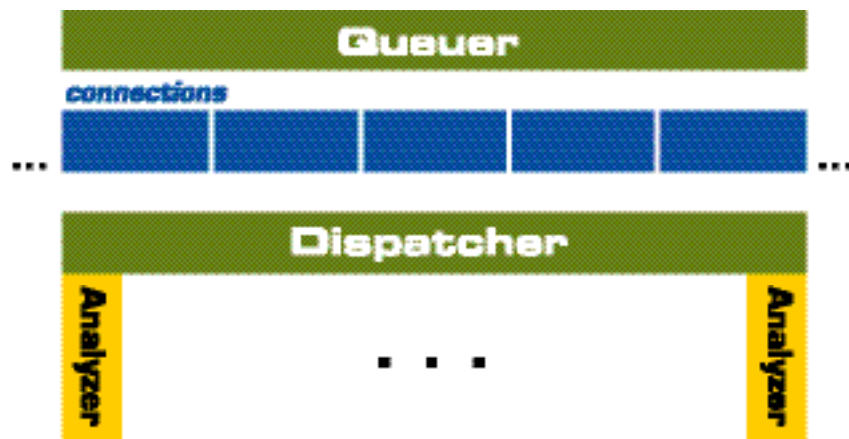 Queuer
connections
... ...
Dispatcher
Analyzer ... Analyzer